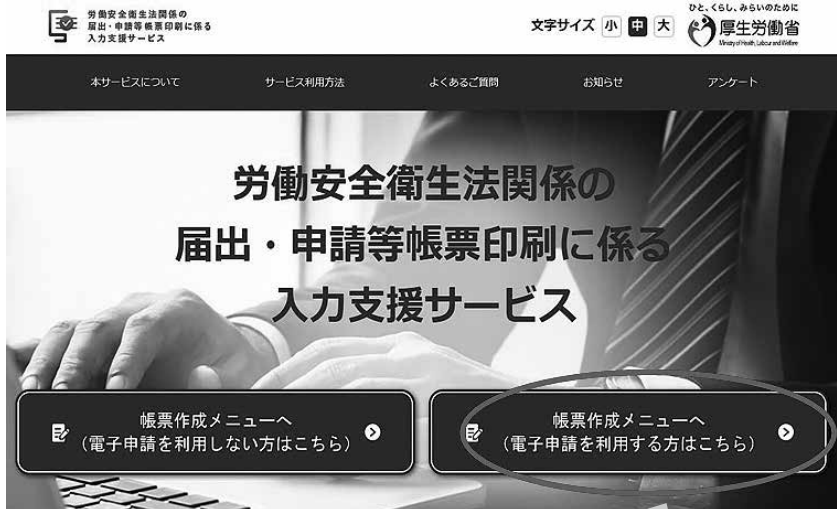 労働安全衛生法関係の
届出・申請等帳票印刷に係る
入力支援サービス
文字サイズ 小 中 大
ひと、くらし、みらいのために
厚生労働省
Ministry of Health, Labour and Welfare
本サービスについて サービス利用方法 よくあるご質問 お知らせ アンケート
労働安全衛生法関係の
届出・申請等帳票印刷に係る
入力支援サービス
帳票作成メニューへ
（電子申請を利用しない方はこちら）
帳票作成メニューへ
（電子申請を利用する方はこちら）